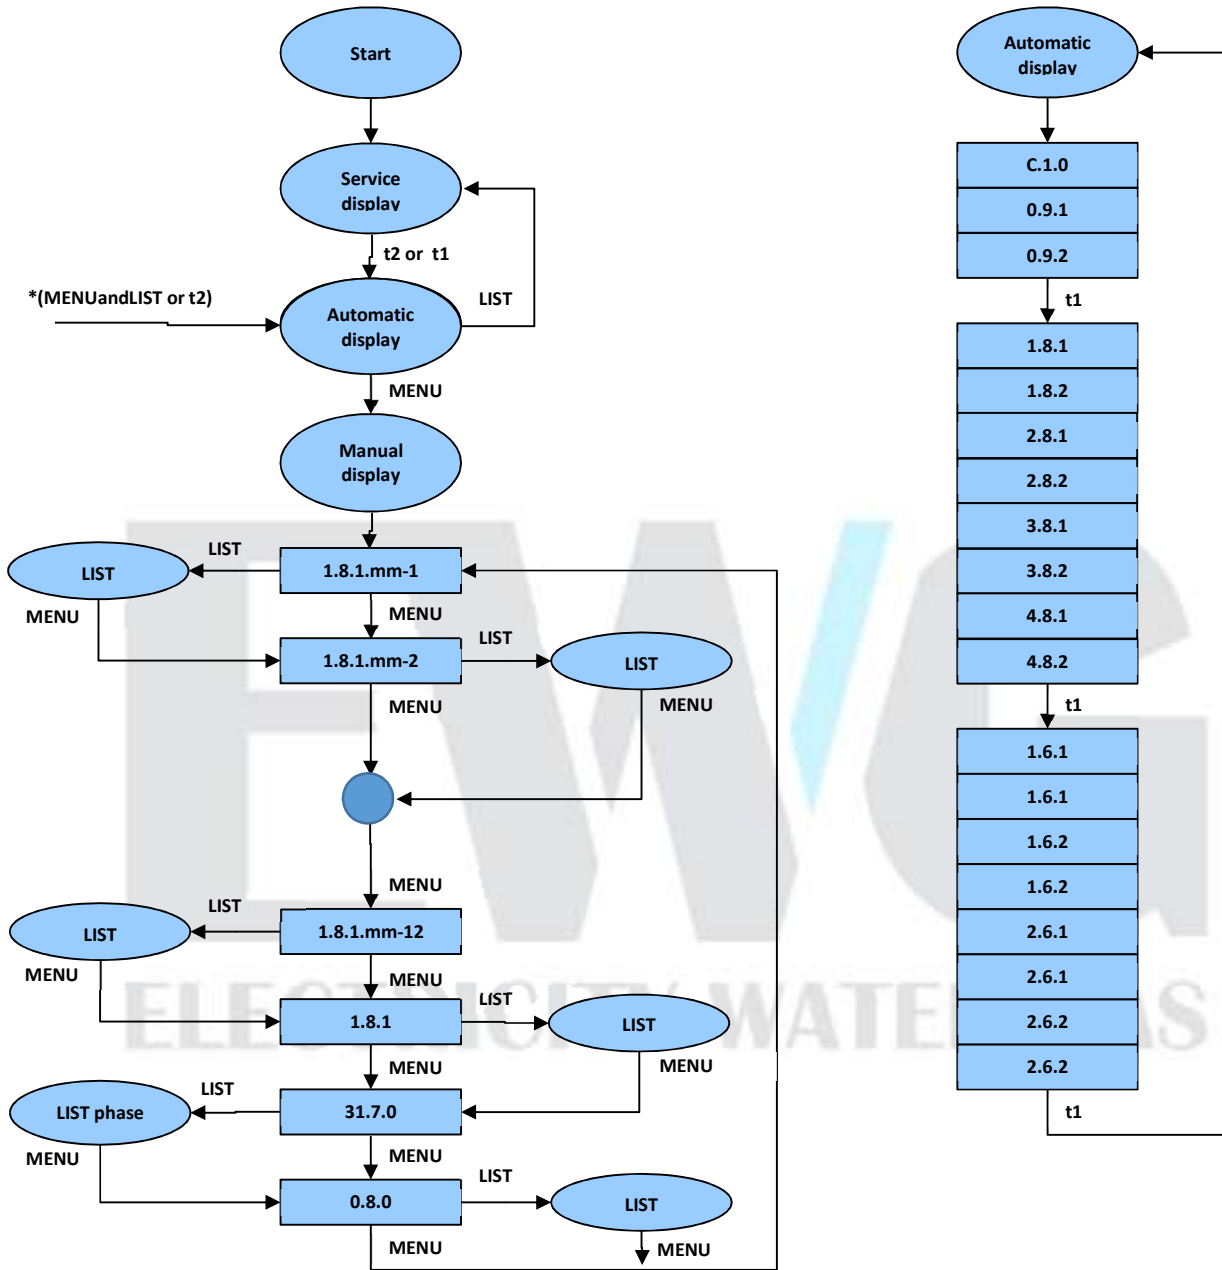 Start
Service
display
t2 or t1
*(MENUandLIST or t2)
Automatic
display
LIST
MENU
Manual
display
LIST
1.8.1.mm-1
LIST
MENU
MENU
1.8.1.mm-2
LIST
LIST
MENU
MENU
MENU
LIST
1.8.1.mm-12
LIST
MENU
MENU
1.8.1
LIST
LIST
MENU
MENU
LIST
31.7.0
LIST phase
MENU
MENU
0.8.0
LIST
LIST
MENU
MENU
Automatic
display
C.1.0
0.9.1
0.9.2
t1
1.8.1
1.8.2
2.8.1
2.8.2
3.8.1
3.8.2
4.8.1
4.8.2
t1
1.6.1
1.6.1
1.6.2
1.6.2
2.6.1
2.6.1
2.6.2
2.6.2
t1
EWG
ELECTRICITY WATER GAS